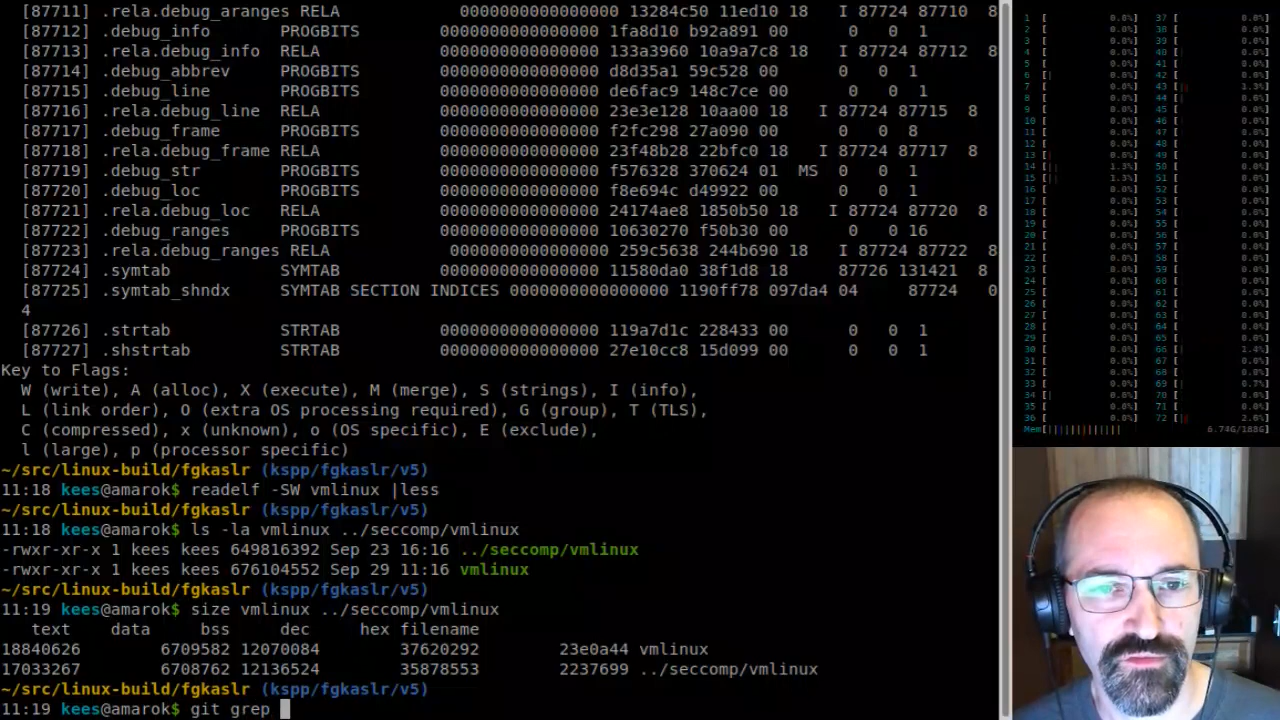 [87711] .rela.debug_aranges RELA 0000000000000000 13284c50 11ed10 18 I 87724 87710 8
[87712] .debug_info PROGBITS 0000000000000000 1fa8d10 b92a891 00 0 0 1
[87713] .rela.debug_info RELA 0000000000000000 133a3960 10a9a7c8 18 I 87724 87712 8
[87714] .debug_abbrev PROGBITS 0000000000000000 d8d35a1 59c528 00 0 0 1
[87715] .debug_line PROGBITS 0000000000000000 de6fac9 148c7ce 00 0 0 1
[87716] .rela.debug_line RELA 0000000000000000 23e3e128 10aa00 18 I 87724 87715 8
[87717] .debug_frame PROGBITS 0000000000000000 f2fc298 27a090 00 0 0 8
[87718] .rela.debug_frame RELA 0000000000000000 23f48b28 22bfc0 18 I 87724 87717 8
[87719] .debug_str PROGBITS 0000000000000000 f576328 370624 01 MS 0 0 1
[87720] .debug_loc PROGBITS 0000000000000000 f8e694c d49922 00 0 0 1
[87721] .rela.debug_loc RELA 0000000000000000 24174ae8 1850b50 18 I 87724 87720 8
[87722] .debug_ranges PROGBITS 0000000000000000 10630270 f50b30 00 0 0 16
[87723] .rela.debug_ranges RELA 0000000000000000 259c5638 244b690 18 I 87724 87722 8
[87724] .symtab SYMTAB 0000000000000000 11580da0 38f1d8 18 87726 131421 8
[87725] .symtab_shndx SYMTAB SECTION INDICES 0000000000000000 1190ff78 097da4 04 87724 0
4
[87726] .strtab STRTAB 0000000000000000 119a7d1c 228433 00 0 0 1
[87727] .shstrtab STRTAB 0000000000000000 27e10cc8 15d099 00 0 0 1
Key to Flags:
W (write), A (alloc), X (execute), M (merge), S (strings), I (info),
L (link order), O (extra OS processing required), G (group), T (TLS),
C (compressed), x (unknown), o (OS specific), E (exclude),
l (large), p (processor specific)
~/src/linux-build/fgkaslr (kspp/fgkaslr/v5)
11:18 kees@amarok$ readelf -SW vmlinux |less
~/src/linux-build/fgkaslr (kspp/fgkaslr/v5)
11:18 kees@amarok$ ls -la vmlinux ../seccomp/vmlinux
-rwxr-xr-x 1 kees kees 649816392 Sep 23 16:16 ../seccomp/vmlinux
-rwxr-xr-x 1 kees kees 676104552 Sep 29 11:16 vmlinux
~/src/linux-build/fgkaslr (kspp/fgkaslr/v5)
11:19 kees@amarok$ size vmlinux ../seccomp/vmlinux
text data bss dec hex filename
18840626 6709582 12070084 37620292 23e0a44 vmlinux
17033267 6708762 12136524 35878553 2237699 ../seccomp/vmlinux
~/src/linux-build/fgkaslr (kspp/fgkaslr/v5)
11:19 kees@amarok$ git grep
Mem[ 6.74G/188G]